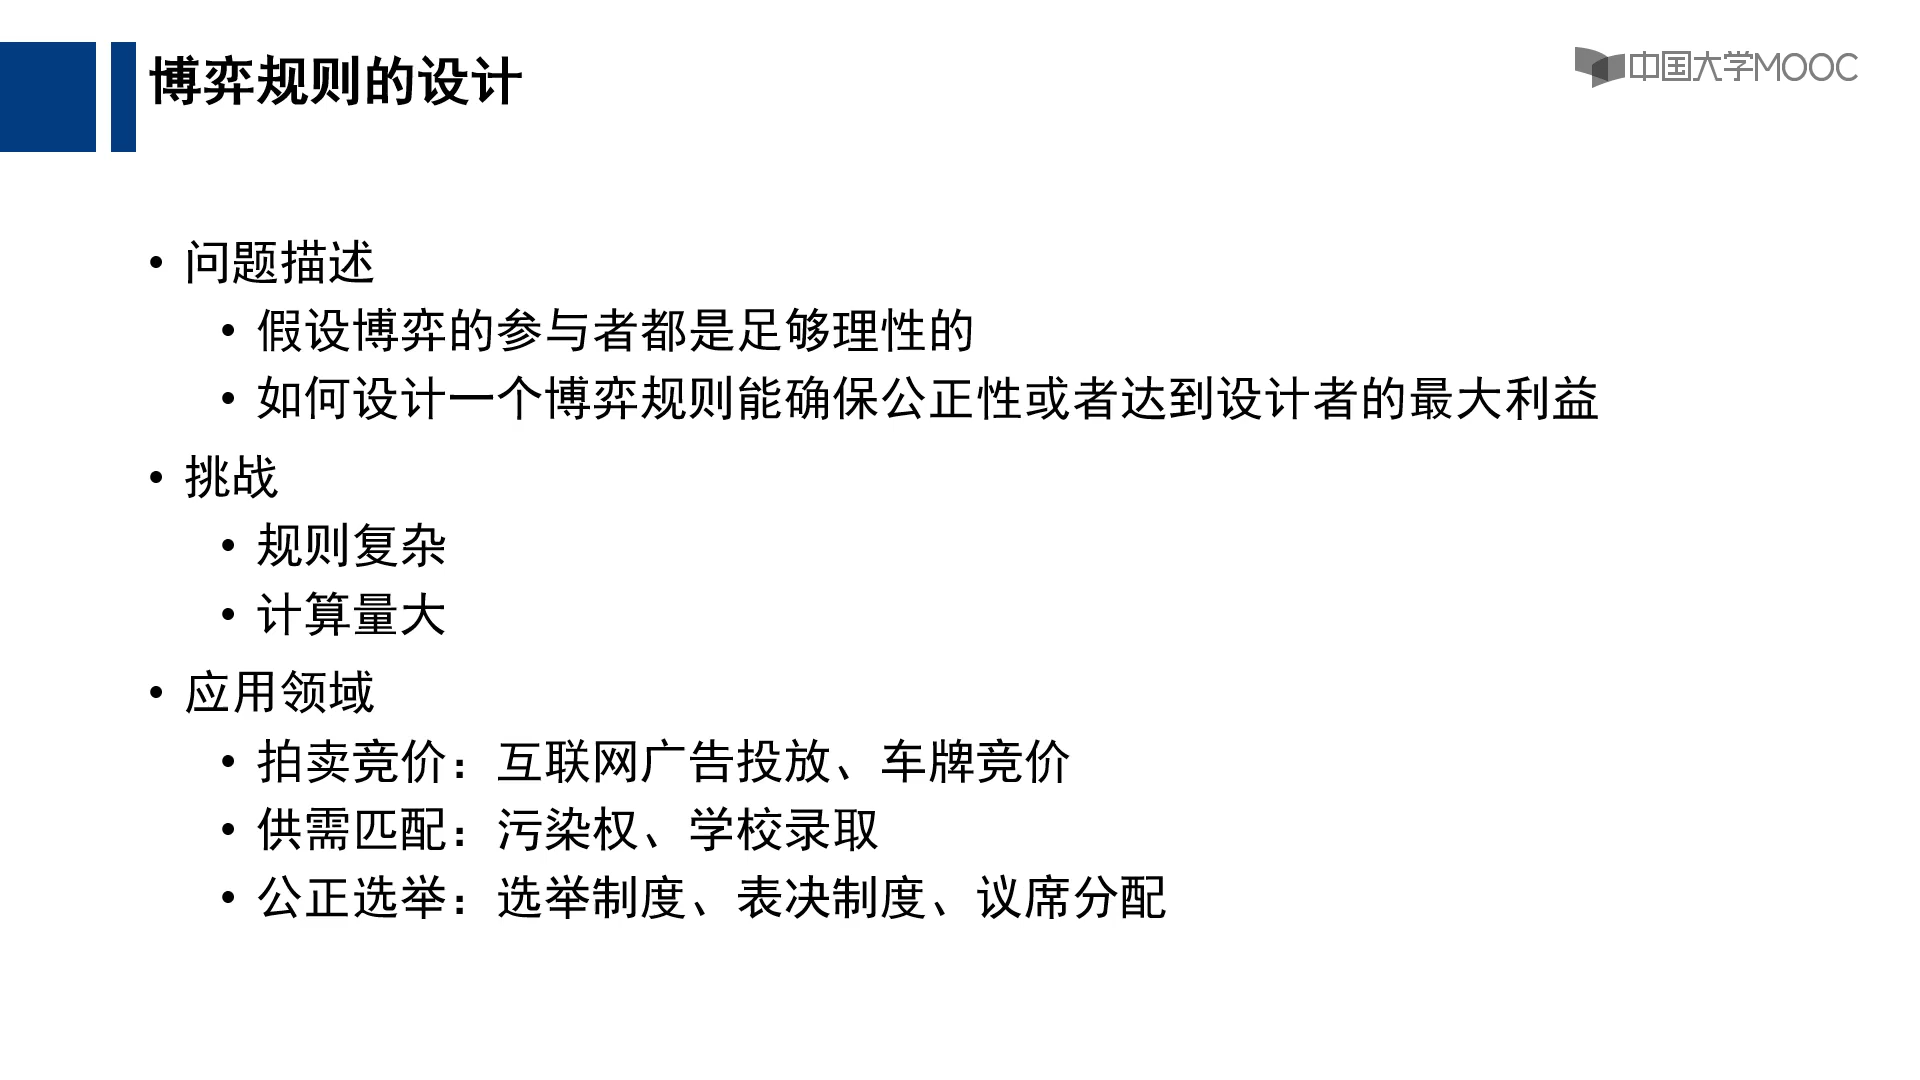 博弈规则的设计
中国大学MOOC
• 问题描述
• 假设博弈的参与者都是足够理性的
• 如何设计一个博弈规则能确保公正性或者达到设计者的最大利益
• 挑战
• 规则复杂
• 计算量大
• 应用领域
• 拍卖竞价：互联网广告投放、车牌竞价
• 供需匹配：污染权、学校录取
• 公正选举：选举制度、表决制度、议席分配